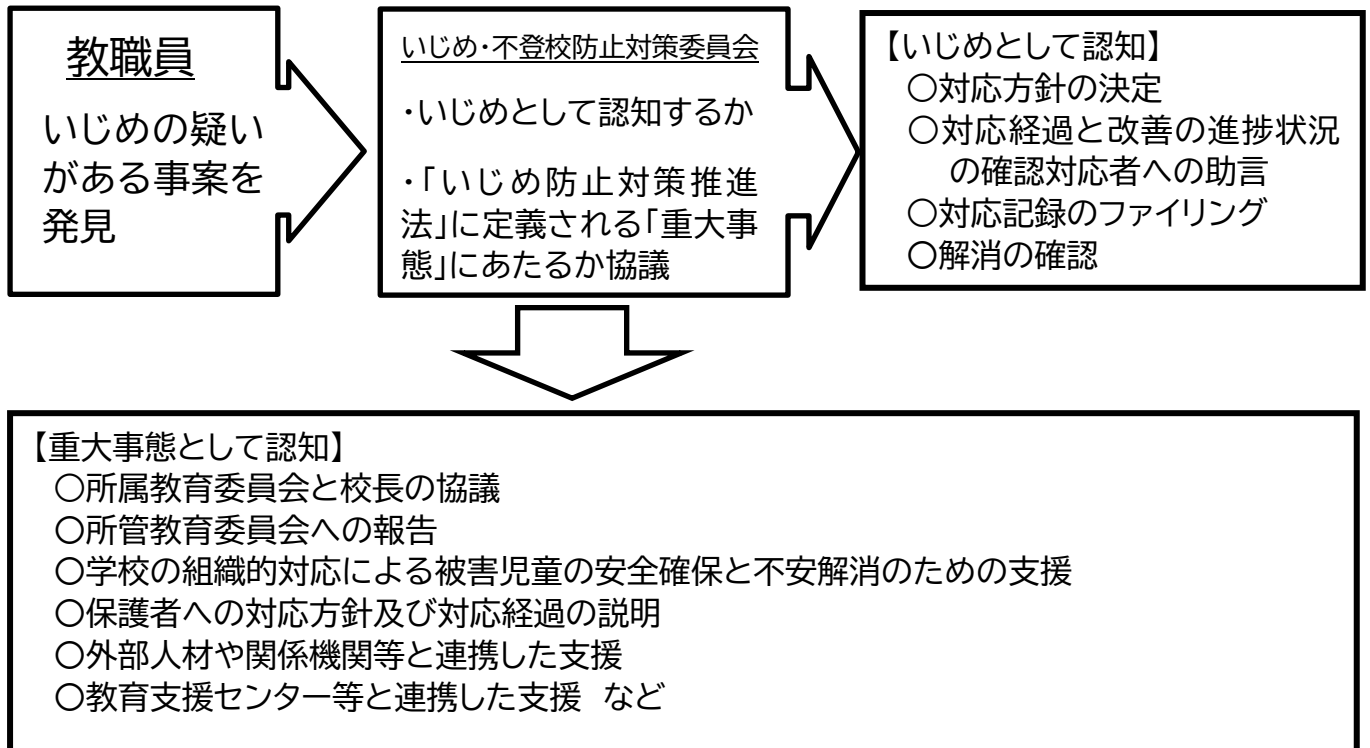 教職員
いじめの疑い
がある事案を
発見
いじめ・不登校防止対策委員会
・いじめとして認知するか
・「いじめ防止対策推進
法」に定義される「重大事
態」にあたるか協議
【いじめとして認知】
○対応方針の決定
○対応経過と改善の進捗状況
の確認対応者への助言
○対応記録のファイリング
○解消の確認
【重大事態として認知】
○所属教育委員会と校長の協議
○所管教育委員会への報告
○学校の組織的対応による被害児童の安全確保と不安解消のための支援
○保護者への対応方針及び対応経過の説明
○外部人材や関係機関等と連携した支援
○教育支援センター等と連携した支援 など